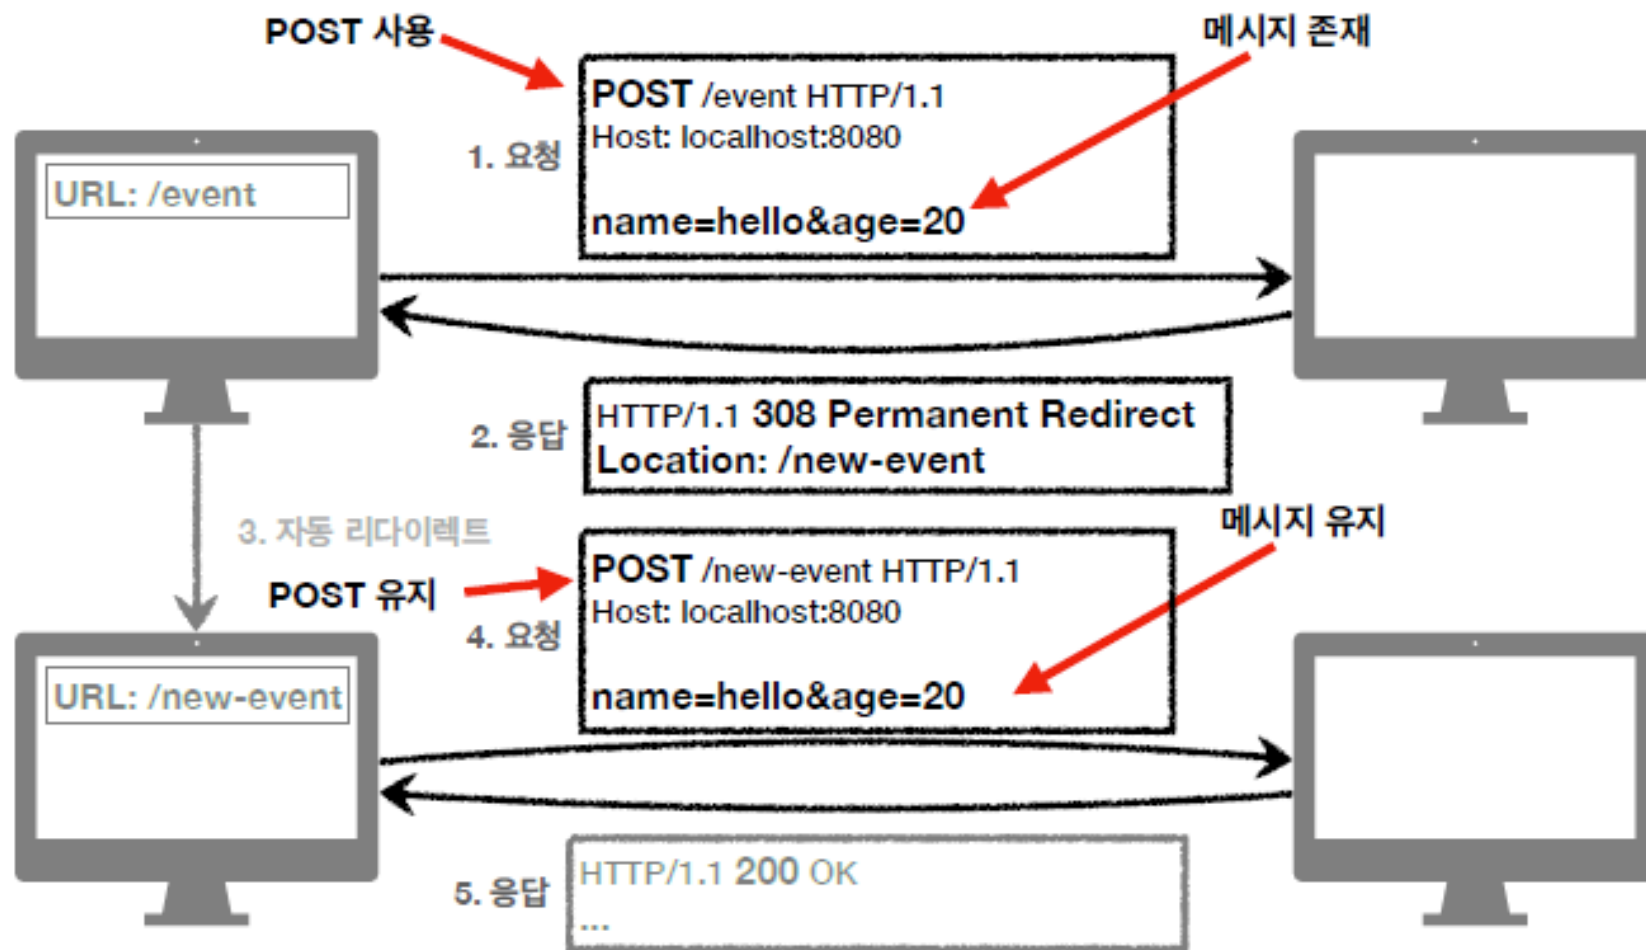 POST 사용
메시지 존재
POST /event HTTP/1.1
Host: localhost:8080
name=hello&age=20
1. 요청
URL: /event
2. 응답
HTTP/1.1 308 Permanent Redirect
Location: /new-event
3. 자동 리다이렉트
메시지 유지
POST 유지
POST /new-event HTTP/1.1
Host: localhost:8080
name=hello&age=20
4. 요청
URL: /new-event
5. 응답
HTTP/1.1 200 OK
...